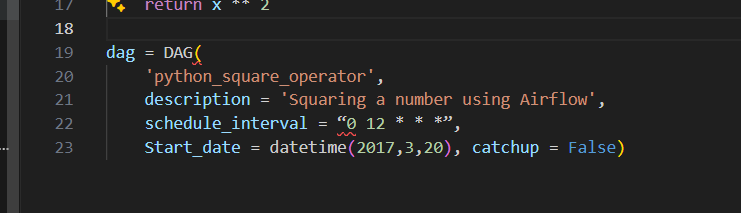 17 return x ** 2
18
19 dag = DAG(
20 'python_square_operator',
21 description = 'Squaring a number using Airflow',
22 schedule_interval = “0 12 * * *”,
23 Start_date = datetime(2017,3,20), catchup = False)